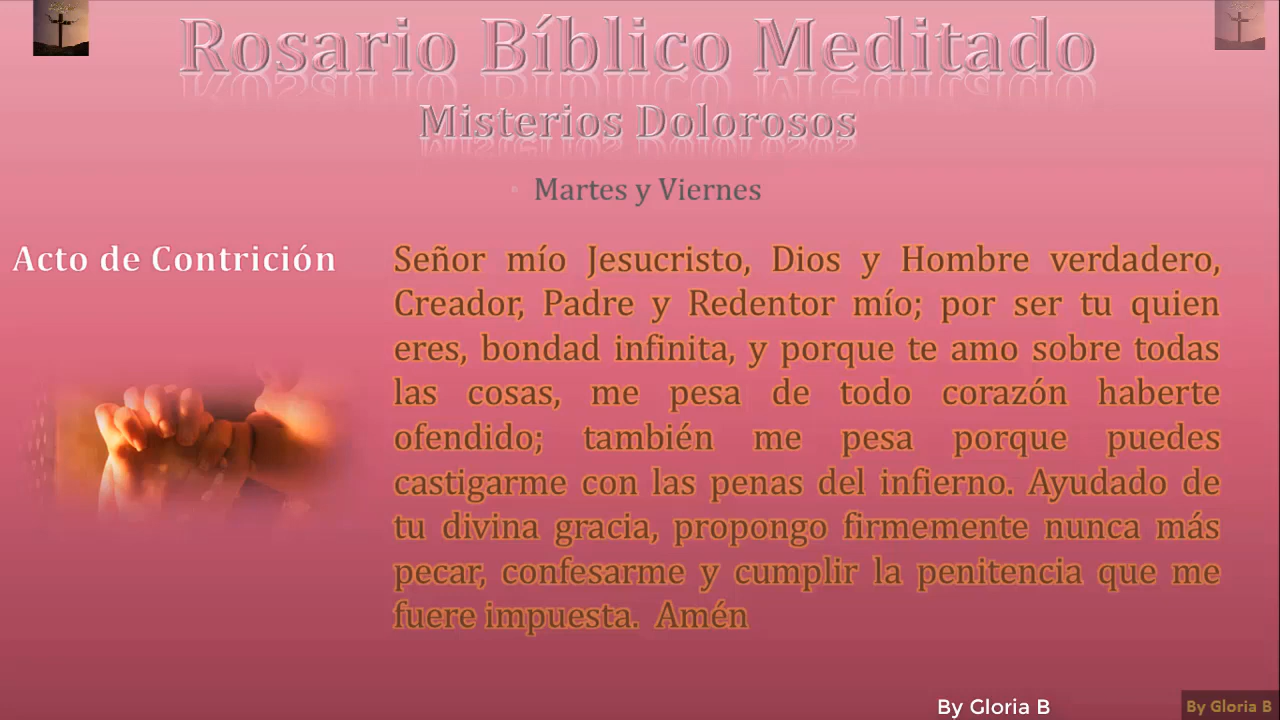 Rosario Bíblico Meditado
Misterios Dolorosos
Martes y Viernes
Acto de Contrición
Señor mío Jesucristo, Dios y Hombre verdadero,
Creador, Padre y Redentor mío; por ser tu quien
eres, bondad infinita, y porque te amo sobre todas
las cosas, me pesa de todo corazón haberte
ofendido; también me pesa porque puedes
castigarme con las penas del infierno. Ayudado de
tu divina gracia, propongo firmemente nunca más
pecar, confesarme y cumplir la penitencia que me
fuere impuesta. Amén
By Gloria B
By Gloria B